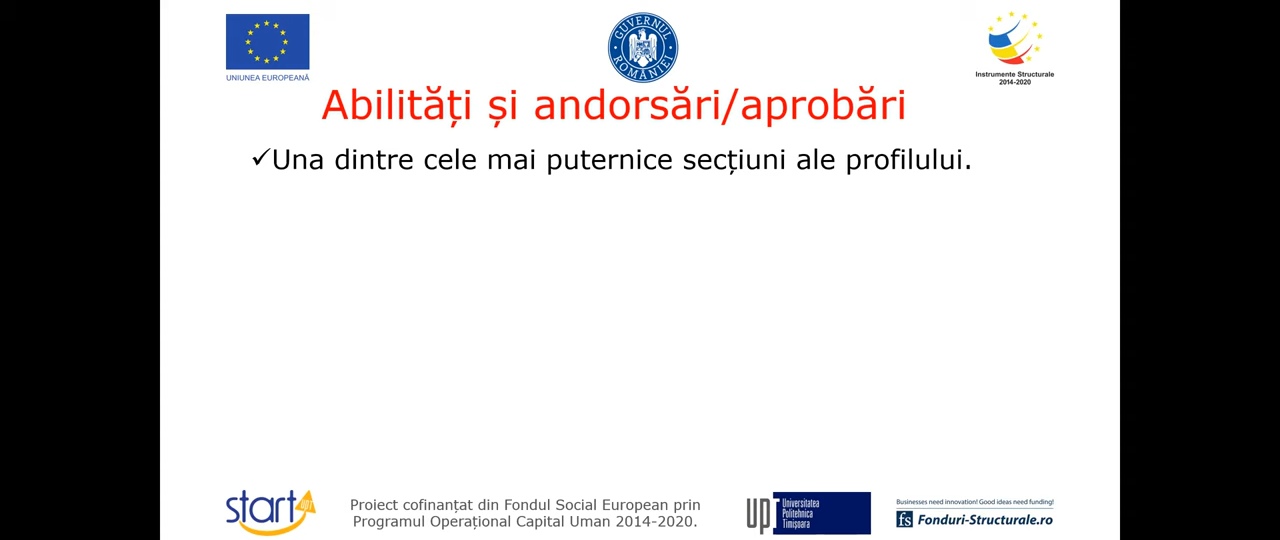 UNIUNEA EUROPEANĂ
GUVERNUL ROMÂNIEI
Instrumente Structurale
2014-2020
Abilități și andorsări/aprobări
✓Una dintre cele mai puternice secțiuni ale profilului.
start upt
Proiect cofinanțat din Fondul Social European prin
Programul Operațional Capital Uman 2014-2020.
upt
Universitatea
Politehnica
Timișoara
Businesses need innovation! Good ideas need funding!
fs Fonduri-Structurale.ro